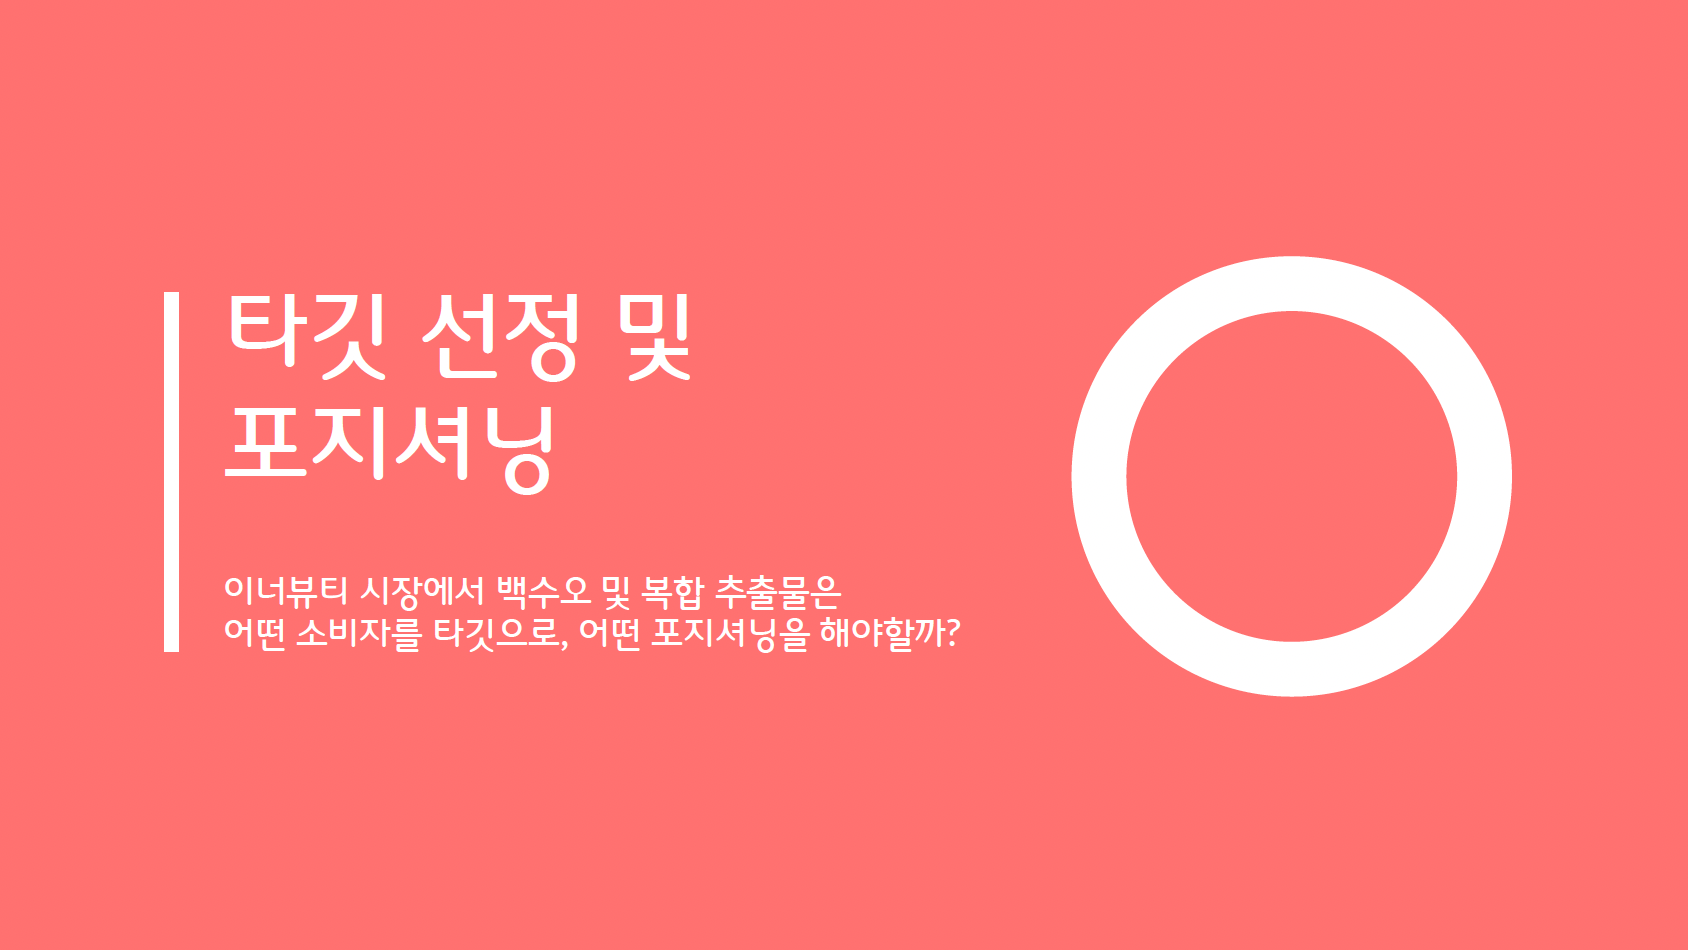 타깃 선정 및
포지셔닝
이너뷰티 시장에서 백수오 및 복합 추출물은
어떤 소비자를 타깃으로, 어떤 포지셔닝을 해야할까?